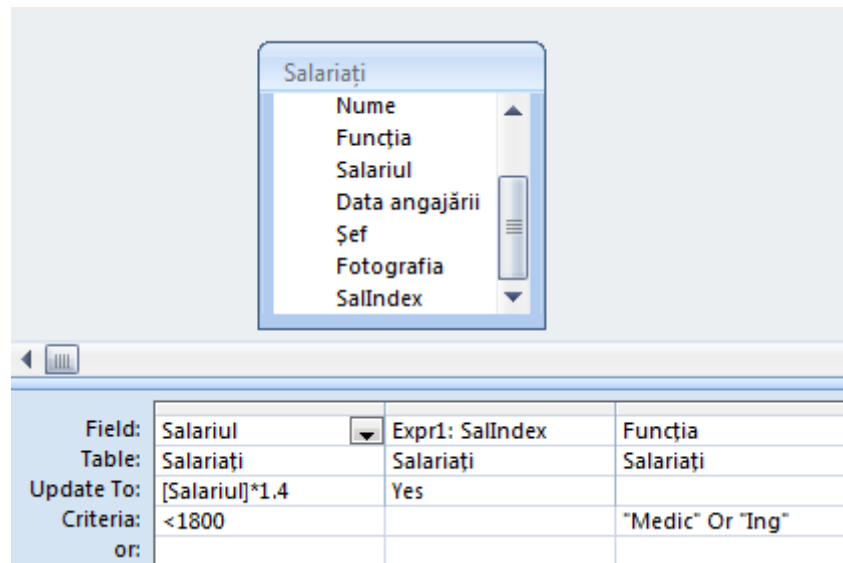 Salariați
Nume
Funcția
Salariul
Data angajării
Șef
Fotografia
SalIndex
Field: Salariul Expr1: SalIndex Funcția
Table: Salariați Salariați Salariați
Update To: [Salariul]*1.4 Yes
Criteria: <1800 "Medic" Or "Ing"
or: